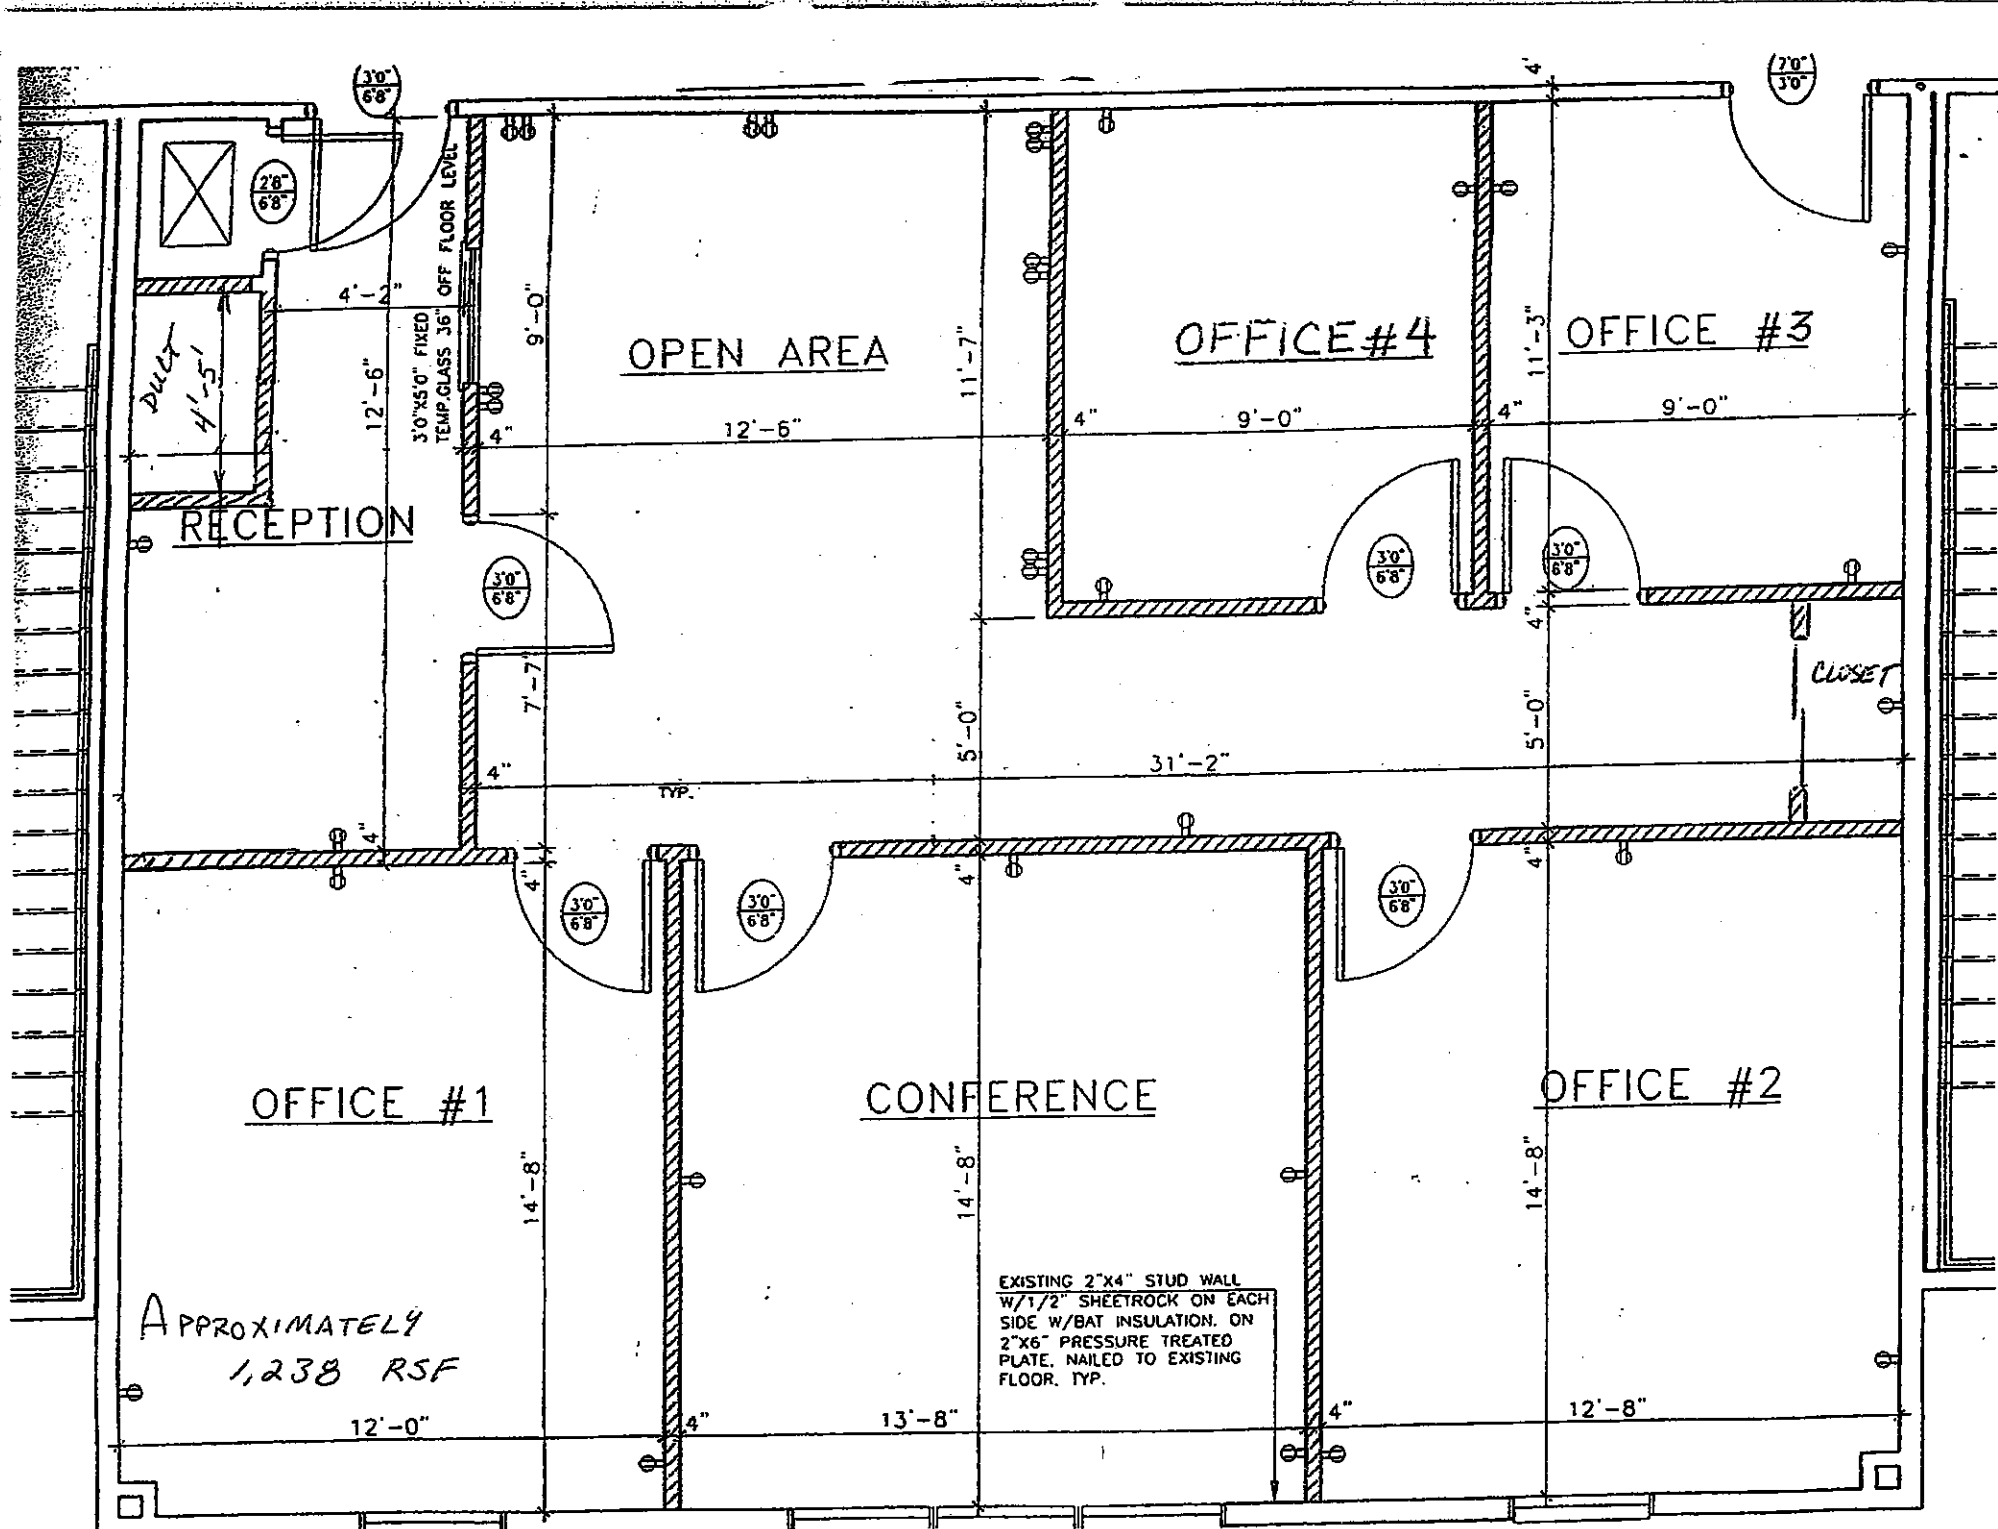 3'0"
6'8"
7'0"
3'0"
4'
2'8"
6'8"
3'0"X5'0" FIXED
TEMP.GLASS 36" OFF FLOOR LEVEL
4'-2"
9'-0"
12'-6"
DUCT
4'-5'
OPEN AREA
11'-7"
OFFICE #4
11'-3"
OFFICE #3
4"
12'-6"
4"
9'-0"
4"
9'-0"
RECEPTION
3'0"
6'8"
3'0"
6'8"
3'0"
6'8"
4"
7'-7"
CLOSET
5'-0"
5'-0"
31'-2"
4"
TYP.
4"
4"
4"
4"
3'0"
6'8"
3'0"
6'8"
3'0"
6'8"
OFFICE #1
CONFERENCE
OFFICE #2
14'-8"
14'-8"
14'-8"
EXISTING 2"X4" STUD WALL
W/1/2" SHEETROCK ON EACH
SIDE W/BAT INSULATION. ON
2"X6" PRESSURE TREATED
PLATE. NAILED TO EXISTING
FLOOR. TYP.
APPROXIMATELY
1,238 RSF
12'-0"
4"
13'-8"
4"
12'-8"